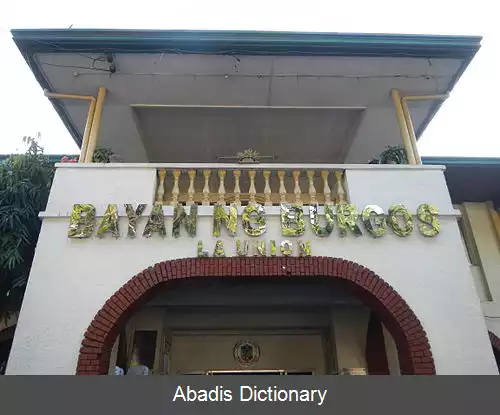 BAYAN NG BURGOS
LA UNION
Abadis Dictionary